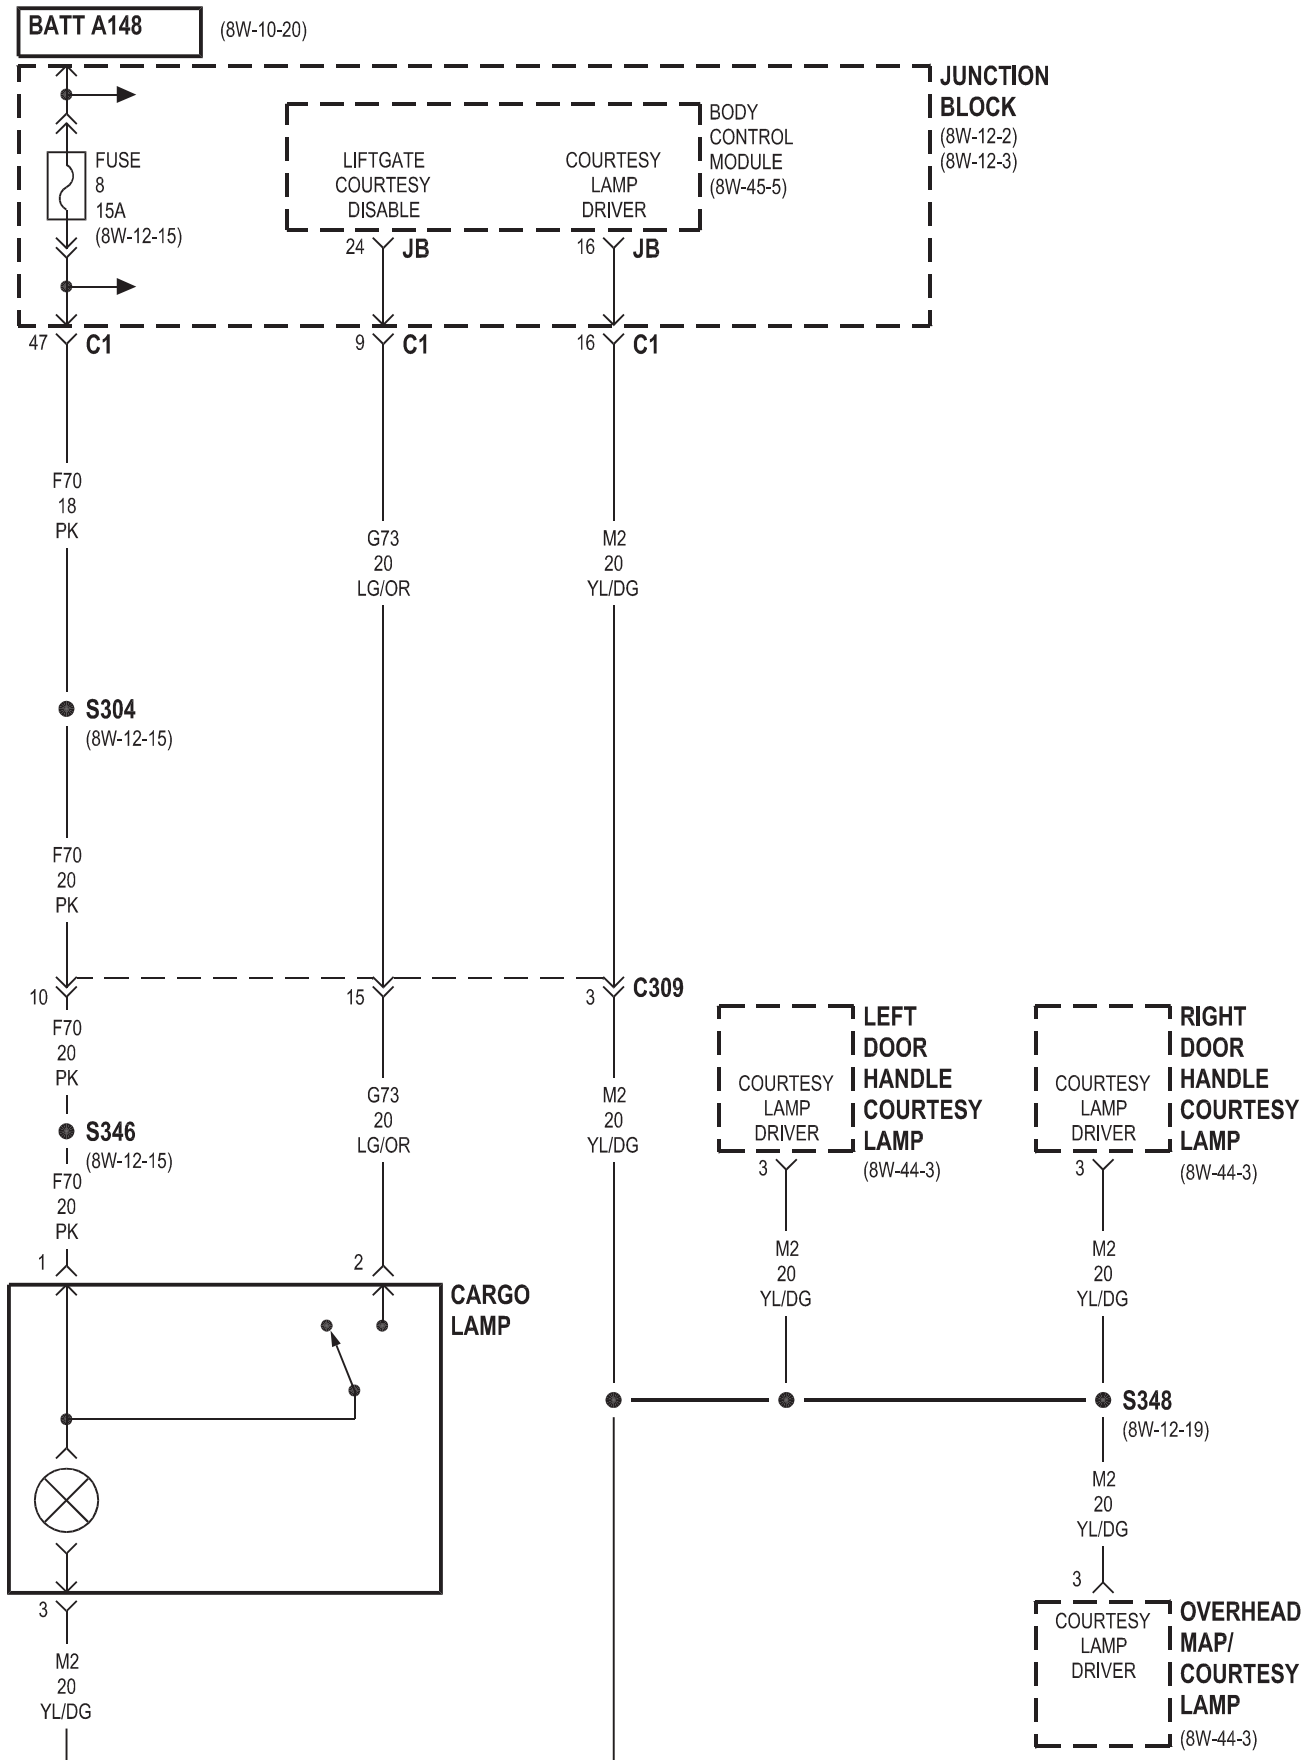 BATT A148
(8W-10-20)
JUNCTION
BLOCK
(8W-12-2)
(8W-12-3)
BODY
CONTROL
MODULE
(8W-45-5)
FUSE
8
15A
(8W-12-15)
LIFTGATE
COURTESY
DISABLE
COURTESY
LAMP
DRIVER
24
JB
16
JB
47
C1
9
C1
16
C1
F70
18
PK
G73
20
LG/OR
M2
20
YL/DG
S304
(8W-12-15)
F70
20
PK
10
15
3
C309
F70
20
PK
G73
20
LG/OR
M2
20
YL/DG
S346
(8W-12-15)
F70
20
PK
LEFT
DOOR
HANDLE
COURTESY
LAMP
(8W-44-3)
COURTESY
LAMP
DRIVER
3
RIGHT
DOOR
HANDLE
COURTESY
LAMP
(8W-44-3)
COURTESY
LAMP
DRIVER
3
M2
20
YL/DG
M2
20
YL/DG
1
2
CARGO
LAMP
S348
(8W-12-19)
M2
20
YL/DG
3
3
M2
20
YL/DG
COURTESY
LAMP
DRIVER
OVERHEAD
MAP/
COURTESY
LAMP
(8W-44-3)